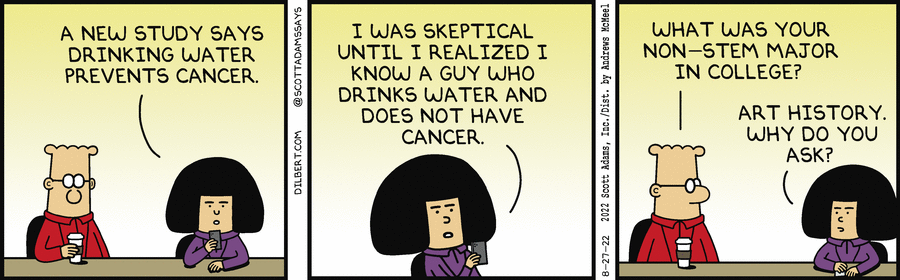 A NEW STUDY SAYS
DRINKING WATER
PREVENTS CANCER.
DILBERT.COM @SCOTTADAMSSAYS
I WAS SKEPTICAL
UNTIL I REALIZED I
KNOW A GUY WHO
DRINKS WATER AND
DOES NOT HAVE
CANCER.
8-27-22 2022 Scott Adams, Inc./Dist. by Andrews McMeel
WHAT WAS YOUR
NON-STEM MAJOR
IN COLLEGE?
ART HISTORY.
WHY DO YOU
ASK?